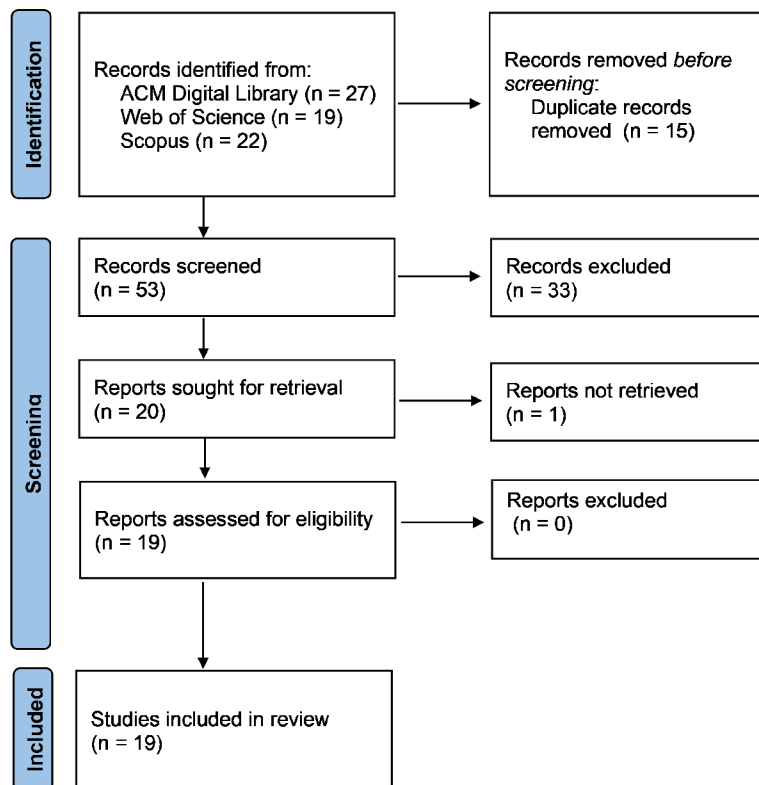 Identification
Records identified from:
ACM Digital Library (n = 27)
Web of Science (n = 19)
Scopus (n = 22)
Records removed before
screening:
Duplicate records
removed (n = 15)
Screening
Records screened
(n = 53)
Records excluded
(n = 33)
Reports sought for retrieval
(n = 20)
Reports not retrieved
(n = 1)
Reports assessed for eligibility
(n = 19)
Reports excluded
(n = 0)
Included
Studies included in review
(n = 19)